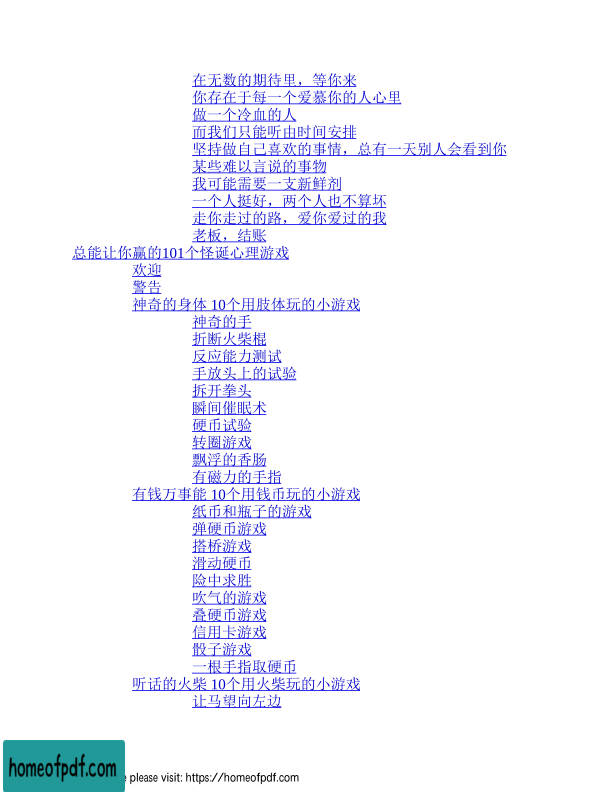 在无数的期待里，等你来
你存在于每一个爱慕你的人心里
做一个冷血的人
而我们只能听由时间安排
坚持做自己喜欢的事情，总有一天别人会看到你
某些难以言说的事物
我可能需要一支新鲜剂
一个人挺好，两个人也不算坏
走你走过的路，爱你爱过的我
老板，结账
总能让你赢的101个怪诞心理游戏
欢迎
警告
神奇的身体 10个用肢体玩的小游戏
神奇的手
折断火柴棍
反应能力测试
手放头上的试验
拆开拳头
瞬间催眠术
硬币试验
转圈游戏
飘浮的香肠
有磁力的手指
有钱万事能 10个用钱币玩的小游戏
纸币和瓶子的游戏
弹硬币游戏
搭桥游戏
滑动硬币
险中求胜
吹气的游戏
叠硬币游戏
信用卡游戏
骰子游戏
一根手指取硬币
听话的火柴 10个用火柴玩的小游戏
让马望向左边
homeofpdf.com
please visit: https://homeofpdf.com